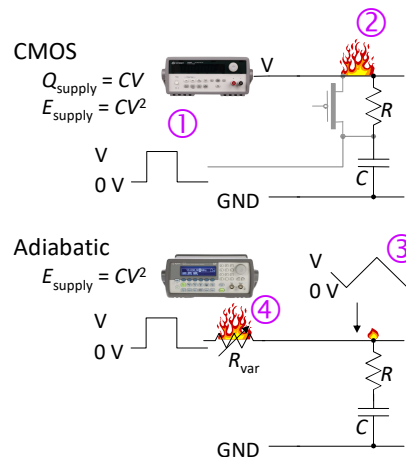 CMOS
Q_supply = CV
E_supply = CV²
①
②
V
V
0 V
R
C
GND
Adiabatic
E_supply = CV²
③
V
0 V
V
0 V
④
R_var
R
C
GND